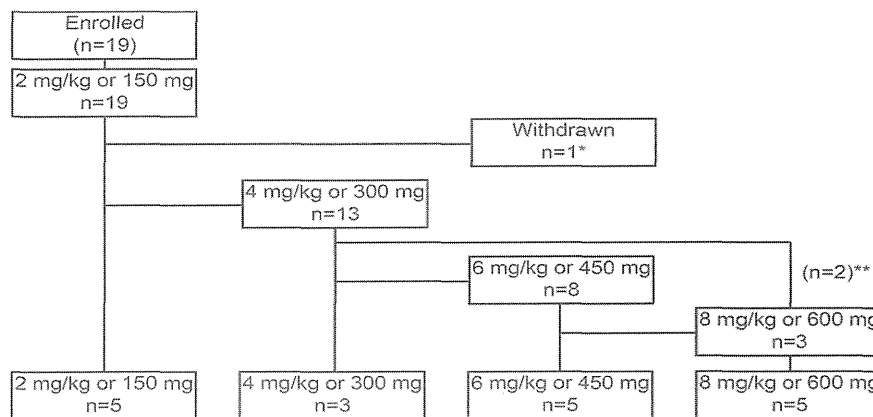 Enrolled
(n=19)
2 mg/kg or 150 mg
n=19
Withdrawn
n=1*
4 mg/kg or 300 mg
n=13
6 mg/kg or 450 mg
n=8
(n=2)**
8 mg/kg or 600 mg
n=3
2 mg/kg or 150 mg
n=5
4 mg/kg or 300 mg
n=3
6 mg/kg or 450 mg
n=5
8 mg/kg or 600 mg
n=5